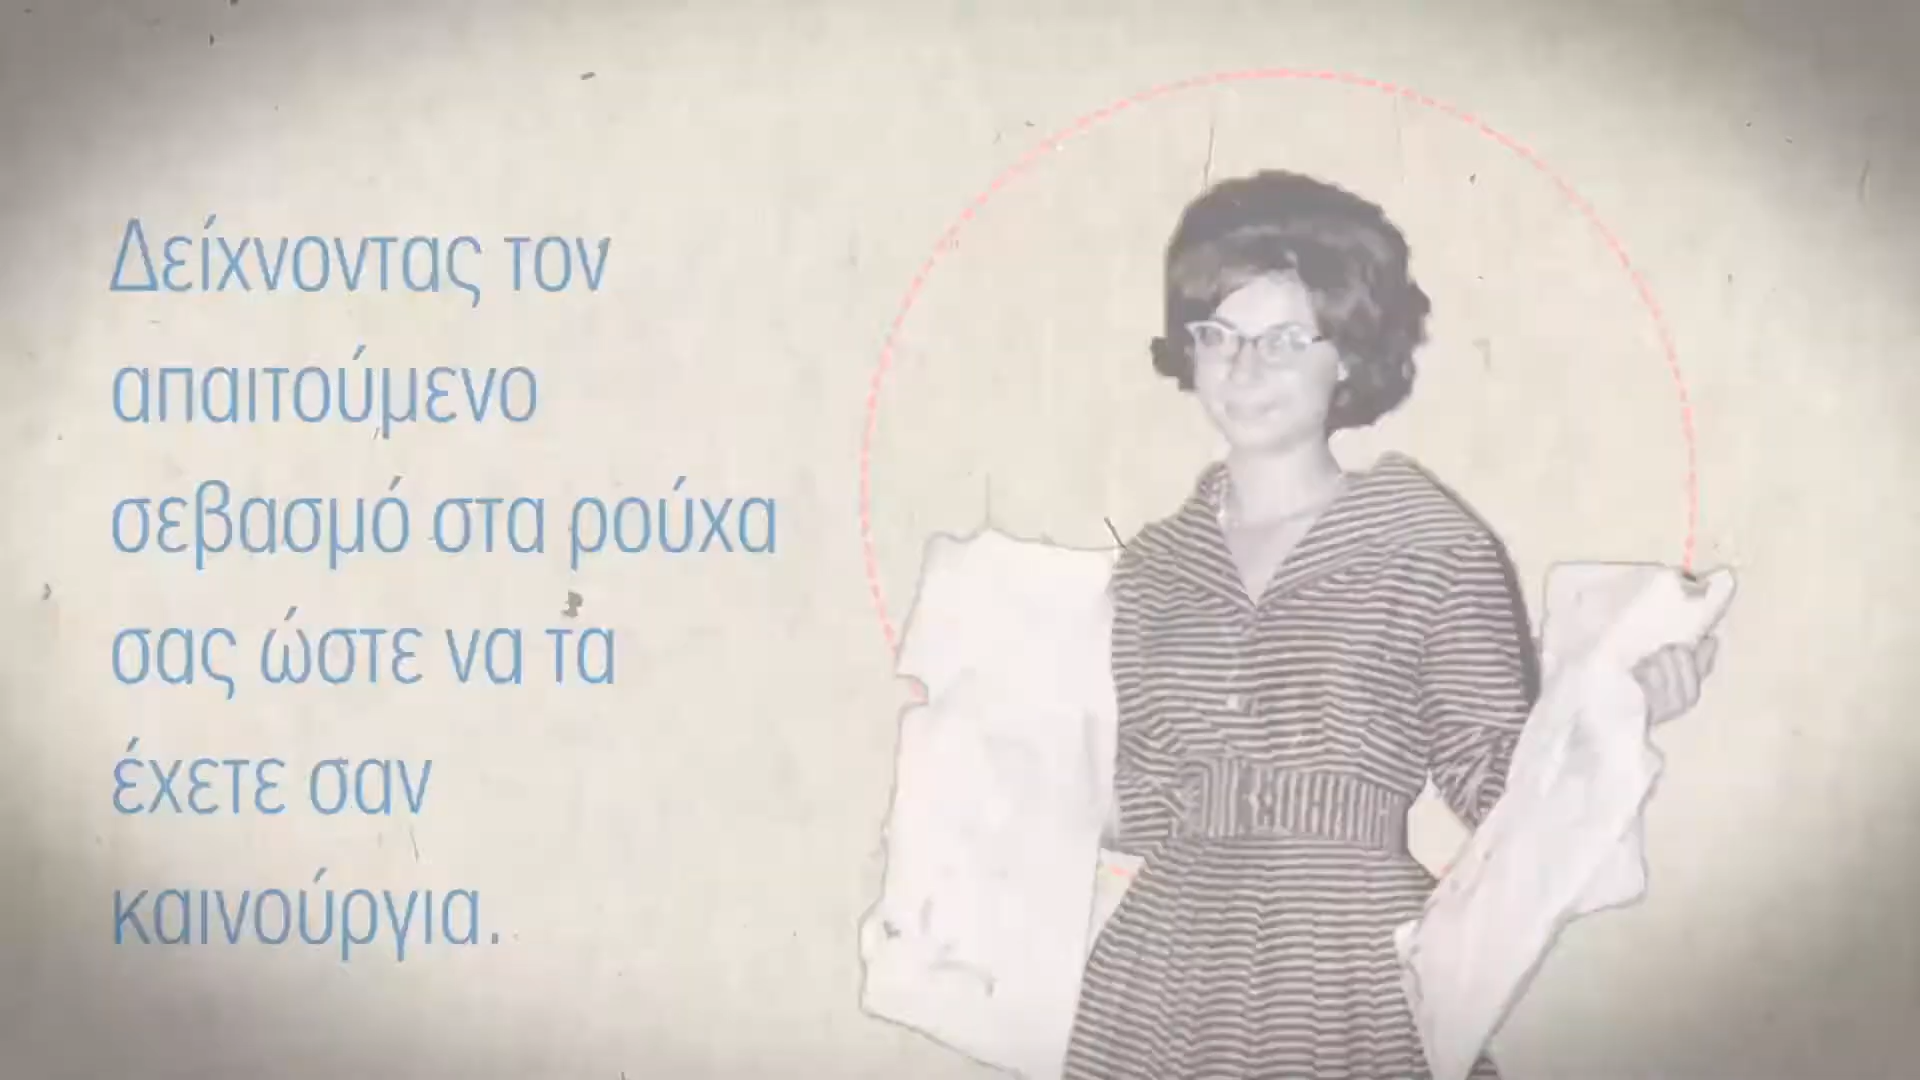 Δείχνοντας τον
απαιτούμενο
σεβασμό στα ρούχα
σας ώστε να τα
έχετε σαν
καινούργια.